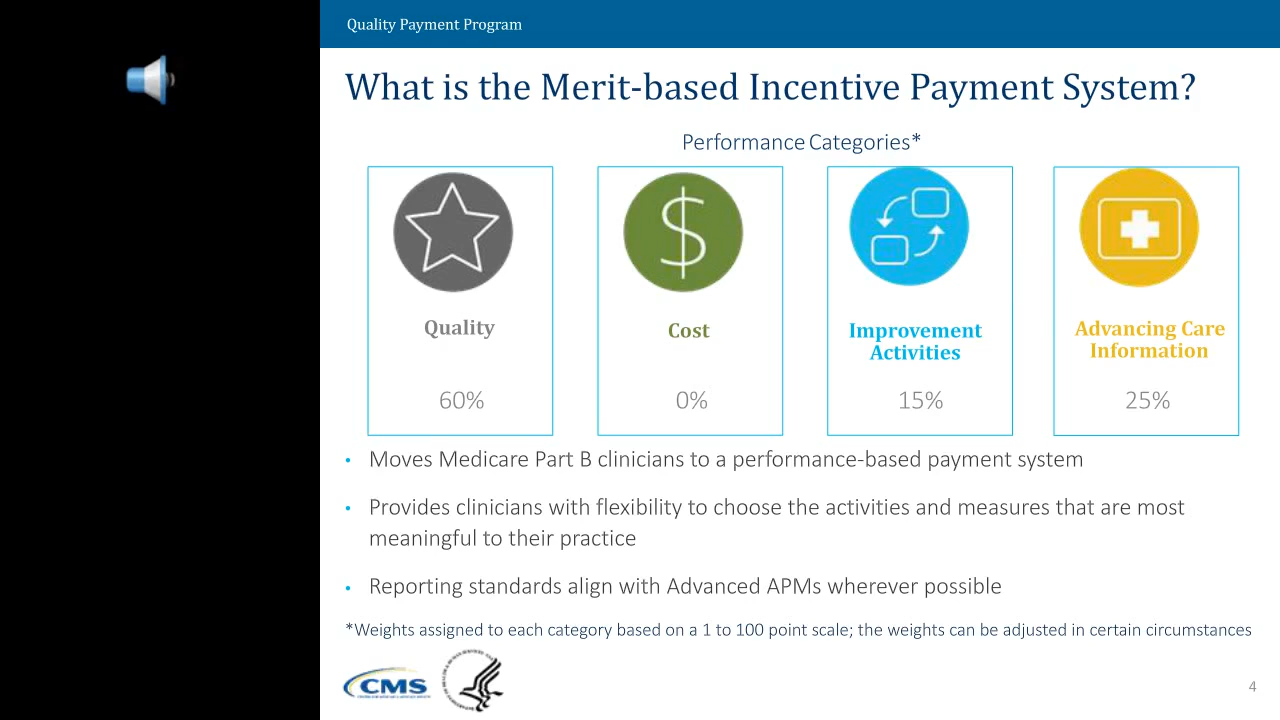 Quality Payment Program
What is the Merit-based Incentive Payment System?
Performance Categories*
Quality
60%
Cost
0%
Improvement
Activities
15%
Advancing Care
Information
25%
• Moves Medicare Part B clinicians to a performance-based payment system
• Provides clinicians with flexibility to choose the activities and measures that are most
meaningful to their practice
• Reporting standards align with Advanced APMs wherever possible
*Weights assigned to each category based on a 1 to 100 point scale; the weights can be adjusted in certain circumstances
CMS
4